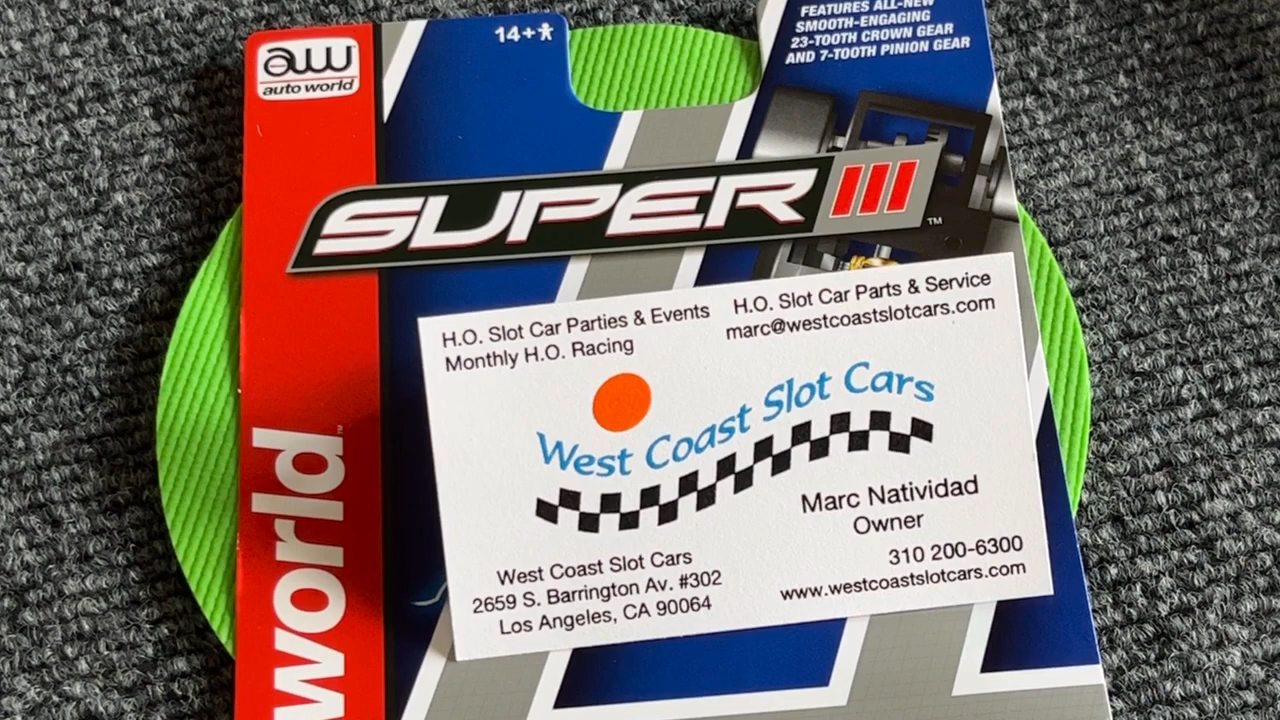 FEATURES ALL-NEW
SMOOTH-ENGAGING
23-TOOTH CROWN GEAR
AND 7-TOOTH PINION GEAR
14+
aw
auto world
SUPER III™
H.O. Slot Car Parties & Events
Monthly H.O. Racing
H.O. Slot Car Parts & Service
marc@westcoastslotcars.com
West Coast Slot Cars
Marc Natividad
Owner
310 200-6300
www.westcoastslotcars.com
West Coast Slot Cars
2659 S. Barrington Av. #302
Los Angeles, CA 90064
world™